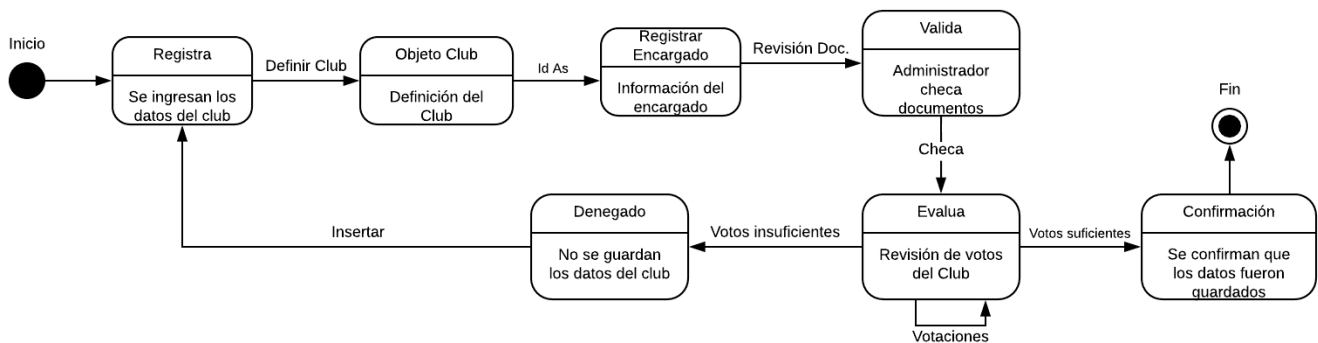 Inicio
Registra
Se ingresan los
datos del club
Definir Club
Objeto Club
Definición del
Club
Id As
Registrar
Encargado
Información del
encargado
Revisión Doc.
Valida
Administrador
checa
documentos
Checa
Fin
Denegado
No se guardan
los datos del club
Insertar
Votos insuficientes
Evalua
Revisión de votos
del Club
Votaciones
Votos suficientes
Confirmación
Se confirman que
los datos fueron
guardados